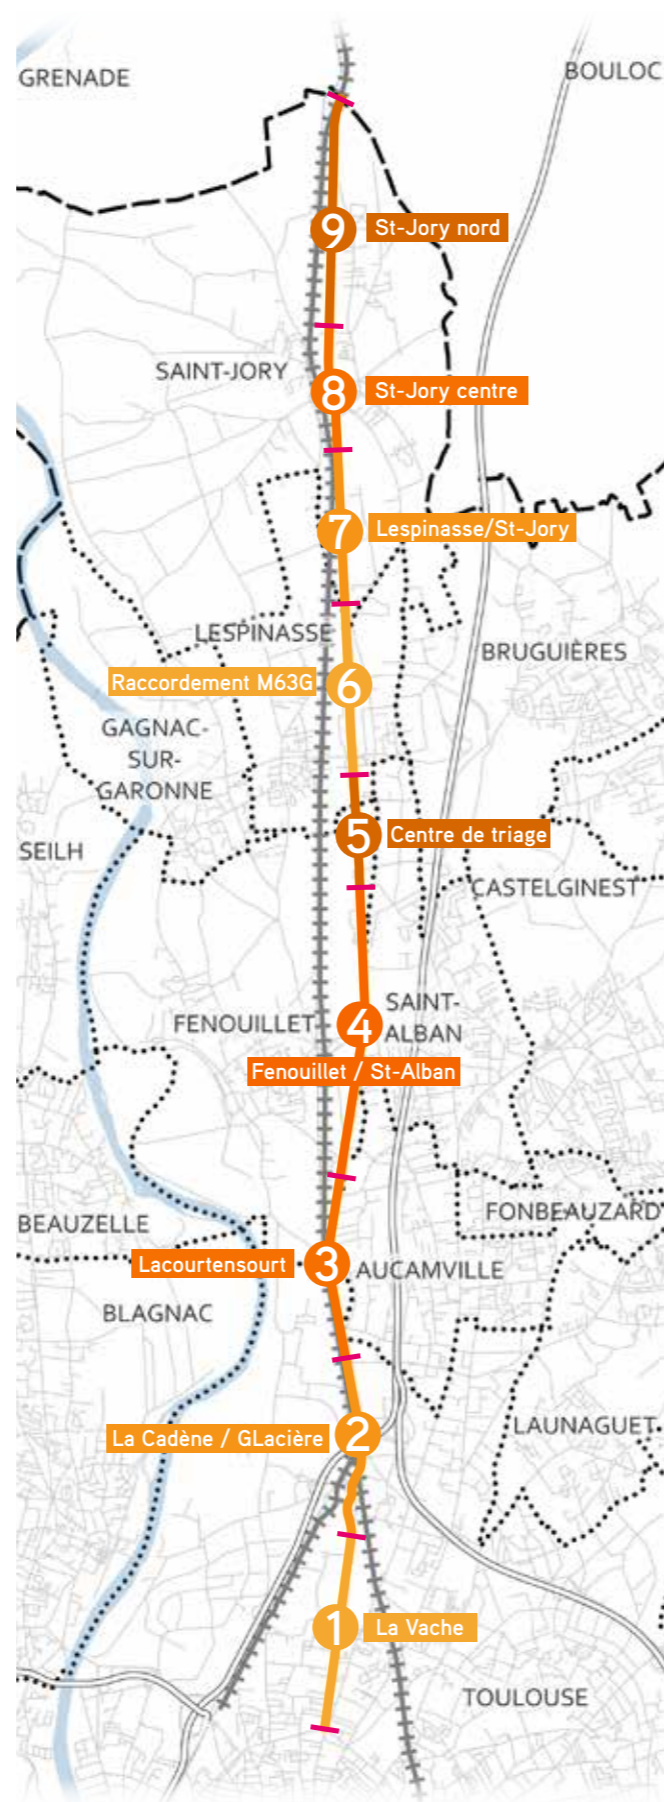 GRENADE
BOULOC
9
St-Jory nord
SAINT-JORY
8
St-Jory centre
7
Lespinasse/St-Jory
LESPINASSE
BRUGUIÈRES
Raccordement M63G
6
GAGNAC-
SUR-
GARONNE
5
Centre de triage
SEILH
CASTELGINEST
FENOUILLET
4
SAINT-
ALBAN
Fenouillet / St-Alban
BEAUZELLE
FONBEAUZARD
Lacourtensourt
3
AUCAMVILLE
BLAGNAC
La Cadène / GLacière
2
LAUNAGUET
1
La Vache
TOULOUSE